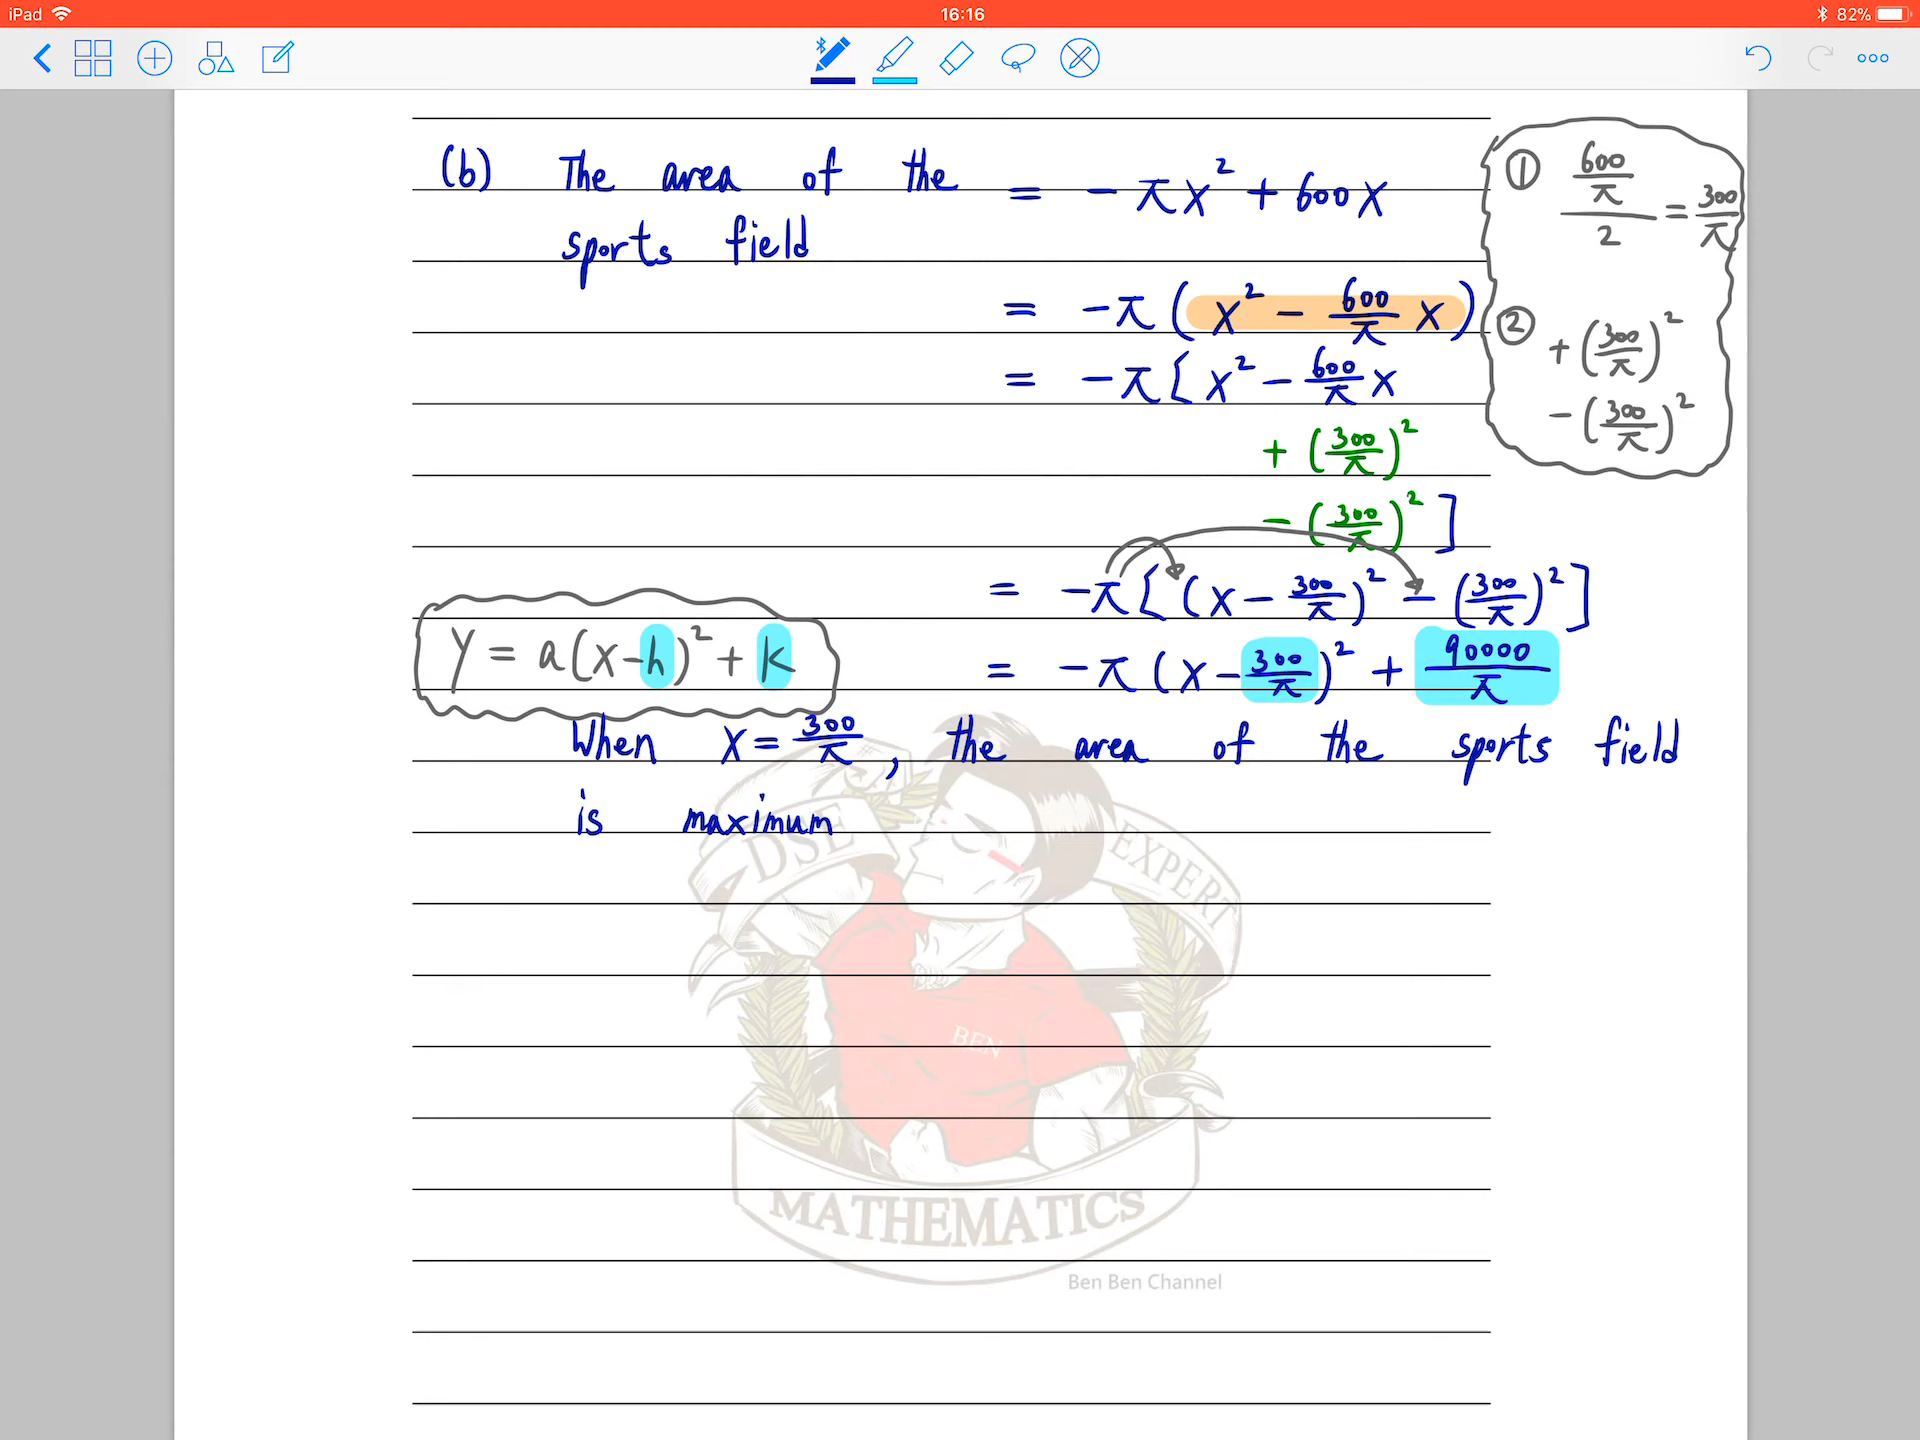 iPad 16:16 82%
(b) The area of the = -πx² + 600x
sports field
= -π(x² - 600/π x)
= -π[x² - 600/π x
+ (300/π)²
- (300/π)²]
= -π[(x - 300/π)² - (300/π)²]
= -π(x - 300/π)² + 90000/π
① 600/π / 2 = 300/π
② + (300/π)²
- (300/π)²
y = a(x-h)² + k
When x = 300/π, the area of the sports field
is maximum
DSE EXPERT
BEN
MATHEMATICS
Ben Ben Channel